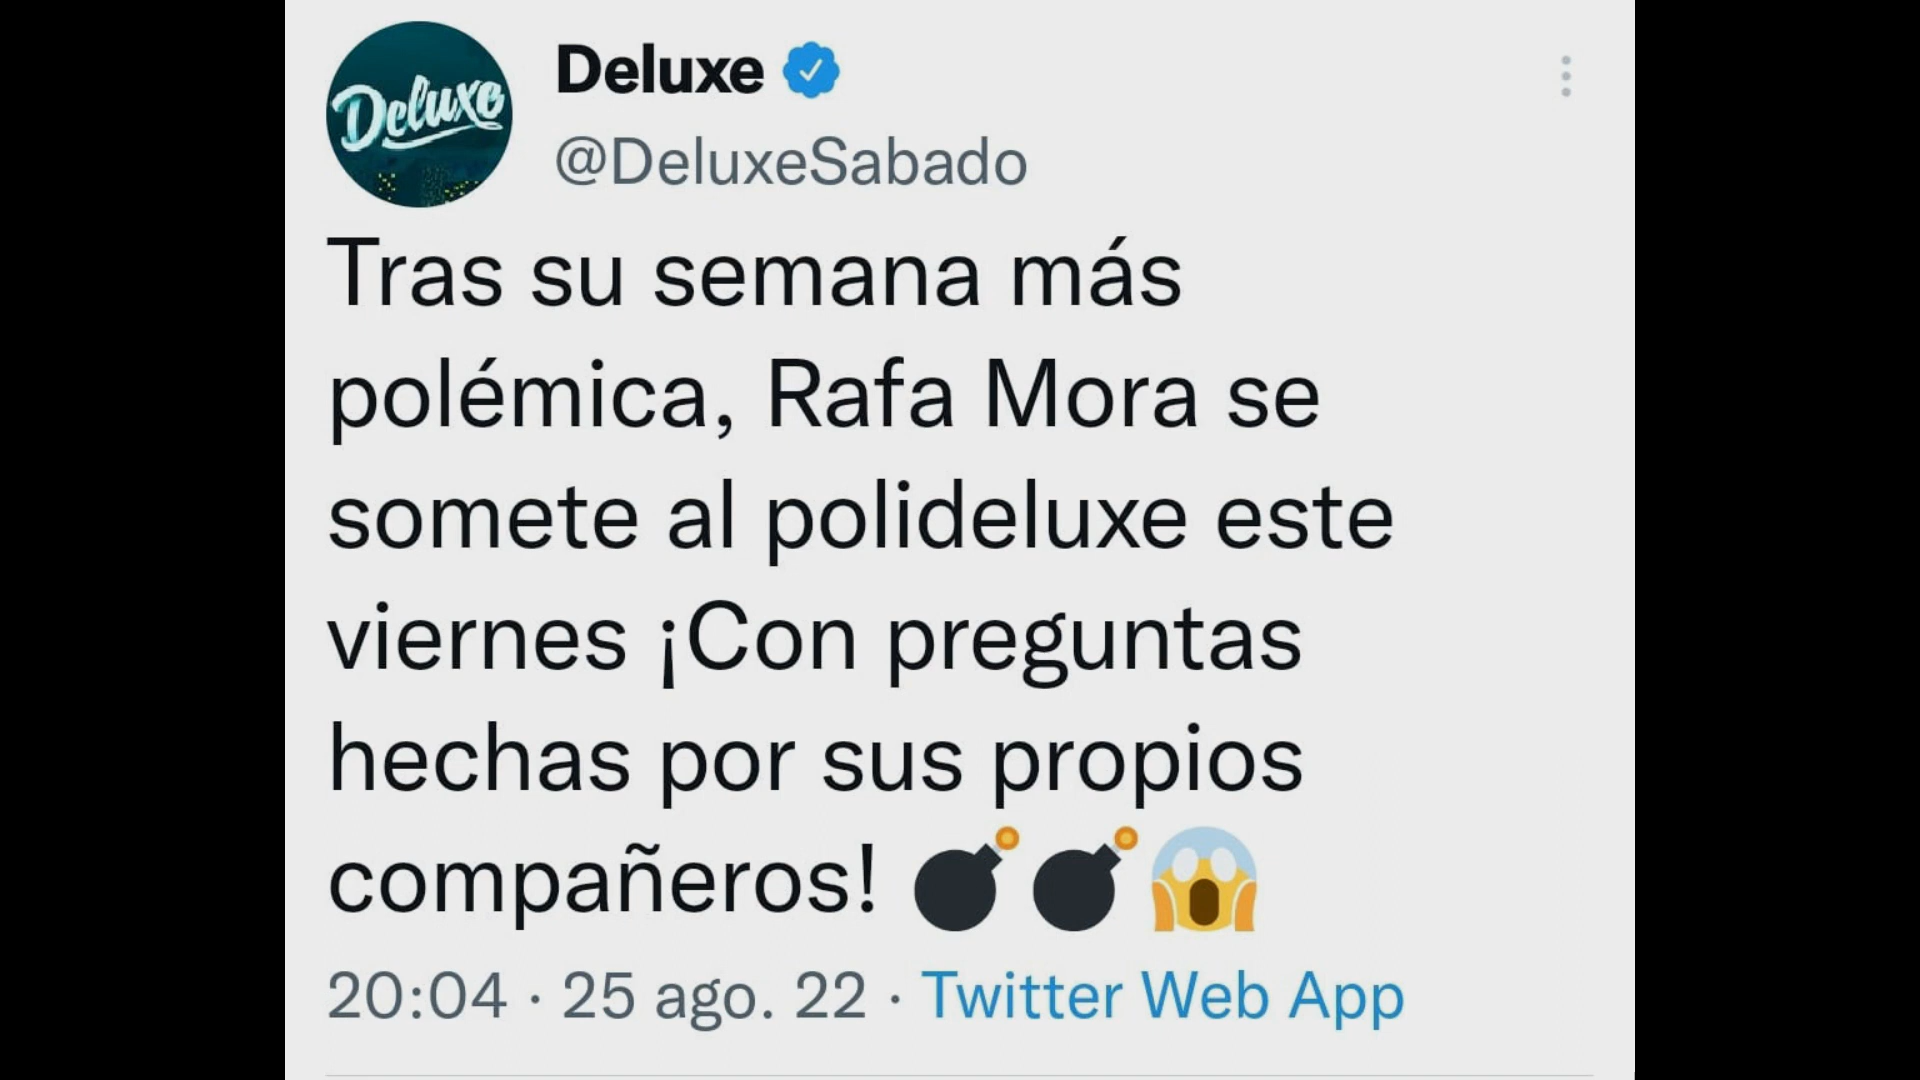 Deluxe
Deluxe
@DeluxeSabado
Tras su semana más
polémica, Rafa Mora se
somete al polideluxe este
viernes ¡Con preguntas
hechas por sus propios
compañeros! 💣💣😱
20:04 · 25 ago. 22 · Twitter Web App